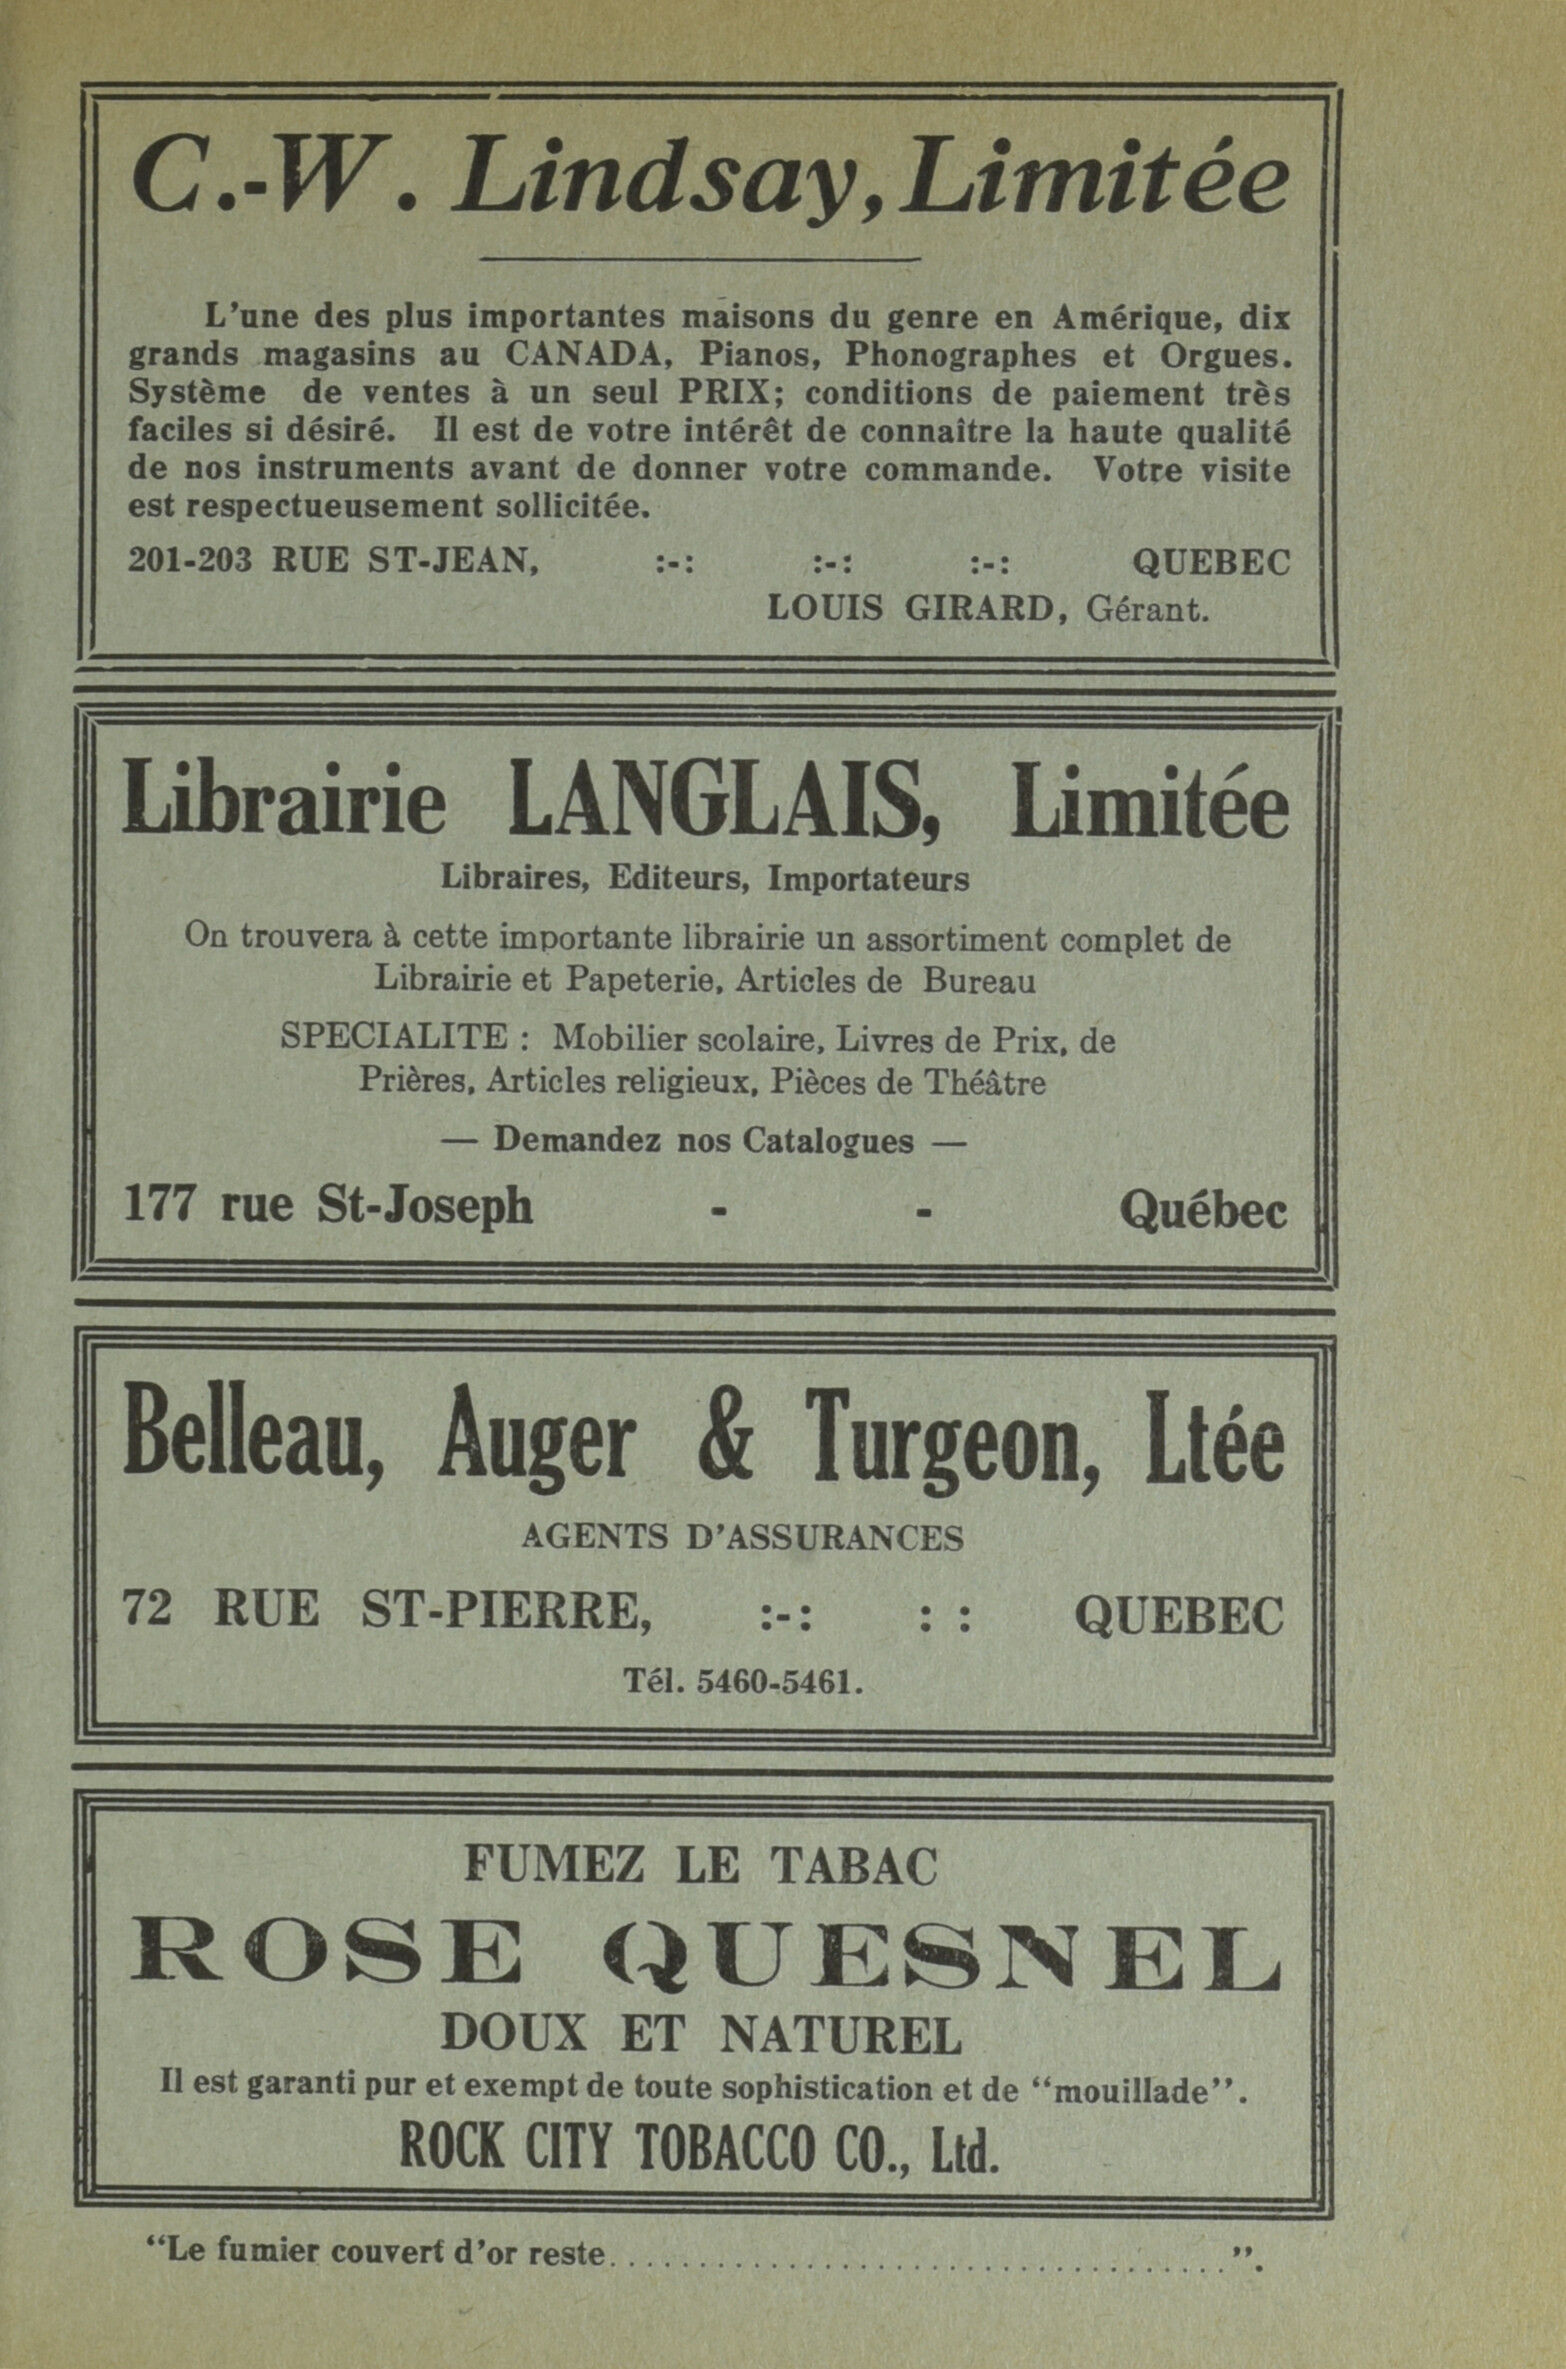 C.-W. Lindsay, Limitée
L'une des plus importantes maisons du genre en Amérique, dix
grands magasins au CANADA, Pianos, Phonographes et Orgues.
Système de ventes à un seul PRIX; conditions de paiement très
faciles si désiré. Il est de votre intérêt de connaître la haute qualité
de nos instruments avant de donner votre commande. Votre visite
est respectueusement sollicitée.
201-203 RUE ST-JEAN, :-: :-: :-: QUEBEC
LOUIS GIRARD, Gérant.
Librairie LANGLAIS, Limitée
Libraires, Editeurs, Importateurs
On trouvera à cette importante librairie un assortiment complet de
Librairie et Papeterie, Articles de Bureau
SPECIALITE : Mobilier scolaire, Livres de Prix, de
Prières, Articles religieux, Pièces de Théâtre
— Demandez nos Catalogues —
177 rue St-Joseph - - Québec
Belleau, Auger & Turgeon, Ltée
AGENTS D'ASSURANCES
72 RUE ST-PIERRE, :-: : : QUEBEC
Tél. 5460-5461.
FUMEZ LE TABAC
ROSE QUESNEL
DOUX ET NATUREL
Il est garanti pur et exempt de toute sophistication et de "mouillade".
ROCK CITY TOBACCO CO., Ltd.
"Le fumier couvert d'or reste.................................".